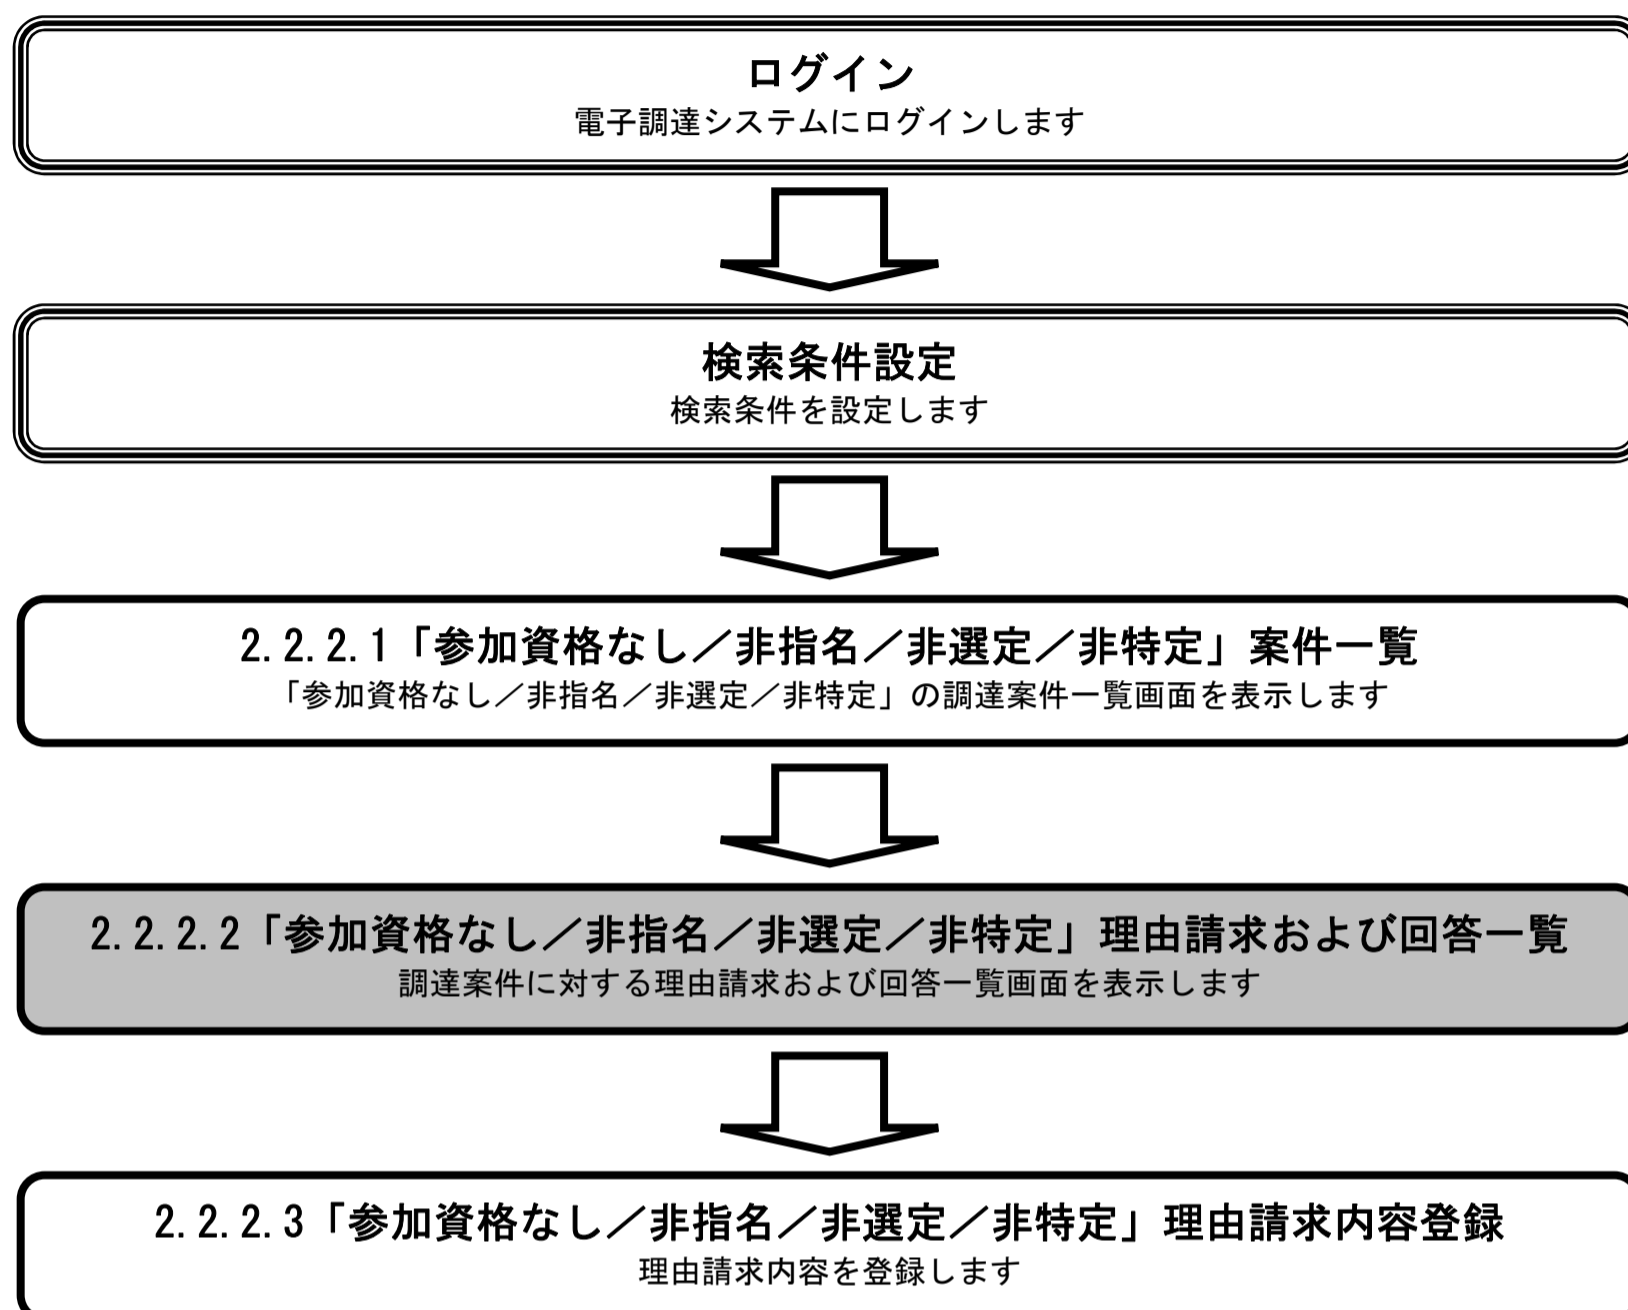 ログイン
電子調達システムにログインします
検索条件設定
検索条件を設定します
2.2.2.1「参加資格なし／非指名／非選定／非特定」案件一覧
「参加資格なし／非指名／非選定／非特定」の調達案件一覧画面を表示します
2.2.2.2「参加資格なし／非指名／非選定／非特定」理由請求および回答一覧
調達案件に対する理由請求および回答一覧画面を表示します
2.2.2.3「参加資格なし／非指名／非選定／非特定」理由請求内容登録
理由請求内容を登録します